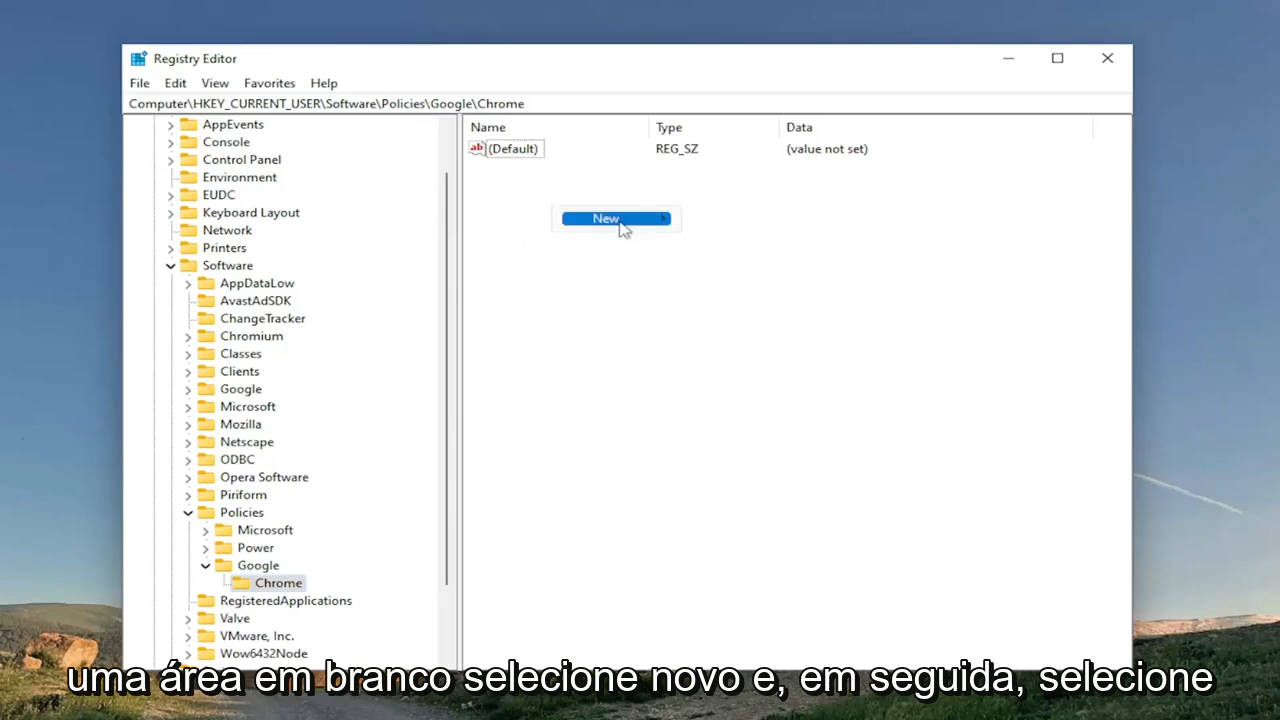 Registry Editor
File Edit View Favorites Help
Computer\HKEY_CURRENT_USER\Software\Policies\Google\Chrome
Name Type Data
ab (Default) REG_SZ (value not set)
New
AppEvents
Console
Control Panel
Environment
EUDC
Keyboard Layout
Network
Printers
Software
AppDataLow
AvastAdSDK
ChangeTracker
Chromium
Classes
Clients
Google
Microsoft
Mozilla
Netscape
ODBC
Opera Software
Piriform
Policies
Microsoft
Power
Google
Chrome
RegisteredApplications
Valve
VMware, Inc.
Wow6432Node
uma área em branco selecione novo e, em seguida, selecione